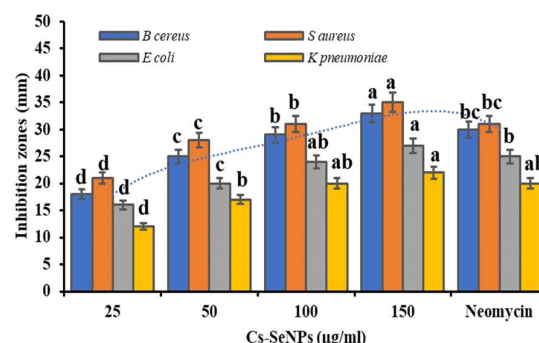 Inhibition zones (mm)
50
45
40
35
30
25
20
15
10
5
0
B cereus
S aureus
E coli
K pneumoniae
d d d d
c c c b
b b ab ab
a a a a
bc bc b ab
25 50 100 150 Neomycin
Cs-SeNPs (µg/ml)